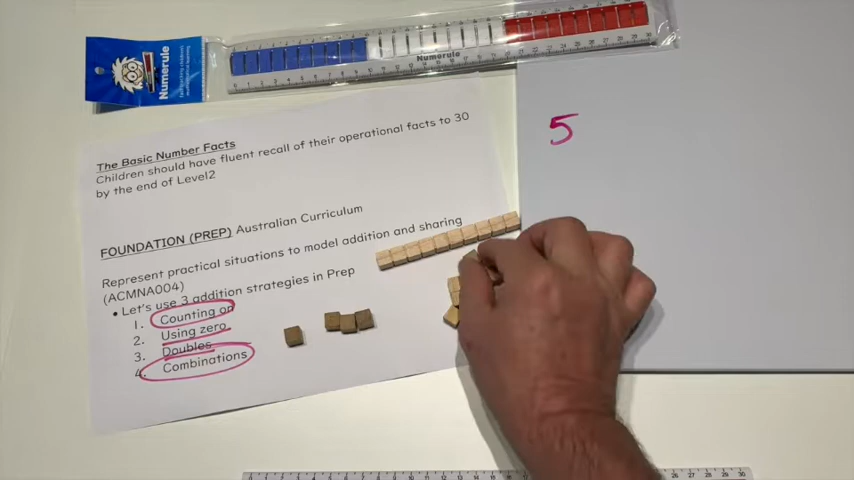 Numerule
Numerule
5
The Basic Number Facts
Children should have fluent recall of their operational facts to 30
by the end of Level2
FOUNDATION (PREP) Australian Curriculum
Represent practical situations to model addition and sharing
(ACMNA004)
• Let's use 3 addition strategies in Prep
1. Counting on
2. Using zero
3. Doubles
4. Combinations